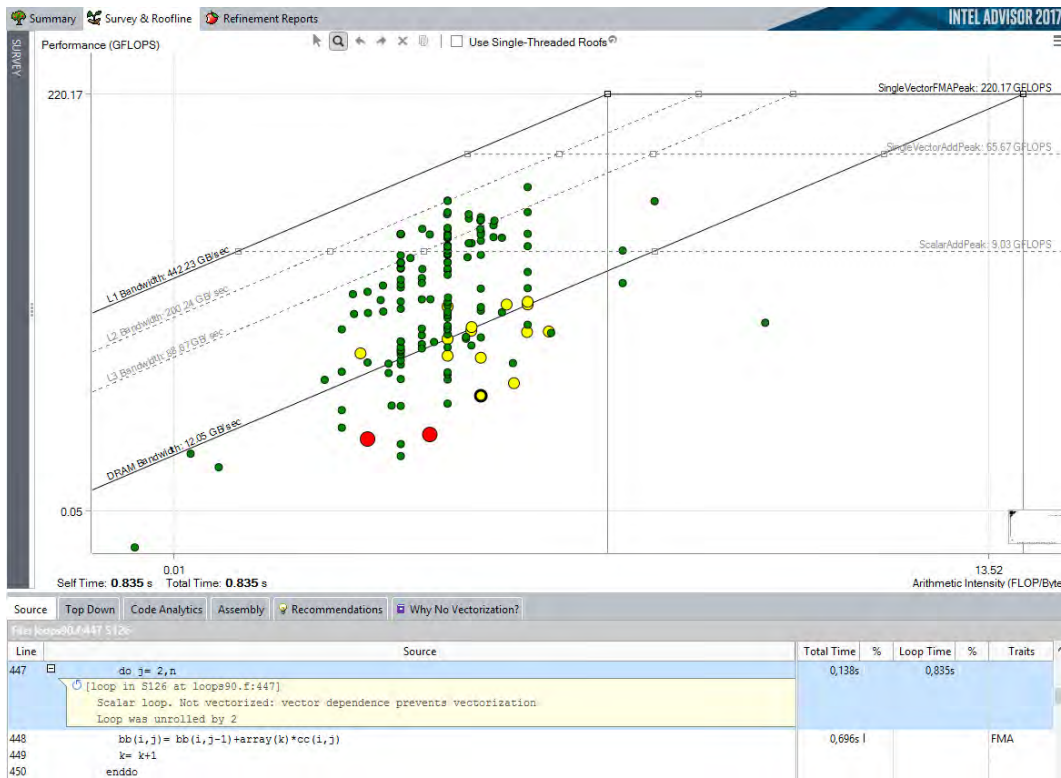 Summary Survey & Roofline Refinement Reports INTEL ADVISOR 2017
SURVEY
Performance (GFLOPS) Use Single-Threaded Roofs
220.17
SingleVectorFMAPeak: 220.17 GFLOPS
SingleVectorAddPeak: 65.67 GFLOPS
ScalarAddPeak: 9.03 GFLOPS
L1 Bandwidth: 442.23 GB/sec
L2 Bandwidth: 200.24 GB/sec
L3 Bandwidth: GB/sec
DRAM Bandwidth: 12.05 GB/sec
0.05
0.01 13.52
Self Time: 0.835 s Total Time: 0.835 s Arithmetic Intensity (FLOP/Byte
Source Top Down Code Analytics Assembly Recommendations Why No Vectorization?
File: loops90.f:447 S126
Line Source Total Time % Loop Time % Traits
447 do j= 2,n 0,138s 0,835s
[loop in S126 at loops90.f:447]
Scalar loop. Not vectorized: vector dependence prevents vectorization
Loop was unrolled by 2
448 bb(i,j)= bb(i,j-1)+array(k)*cc(i,j) 0,696s FMA
449 k= k+1
450 enddo